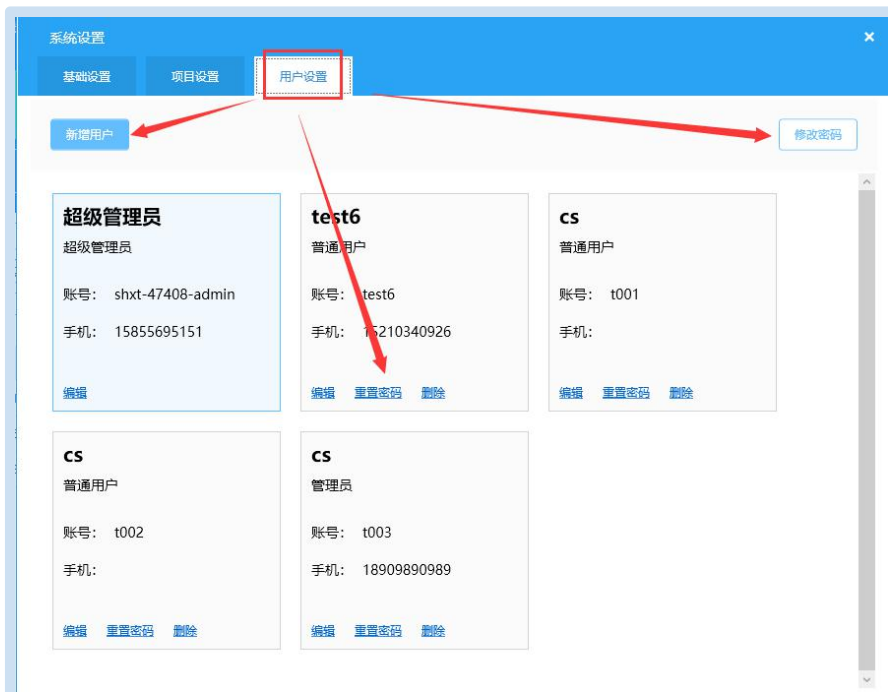 系统设置
基础设置 项目设置 用户设置
新增用户 修改密码
超级管理员
超级管理员
账号： shxt-47408-admin
手机： 15855695151
编辑
test6
普通用户
账号： test6
手机： 15210340926
编辑 重置密码 删除
cs
普通用户
账号： t001
手机：
编辑 重置密码 删除
cs
普通用户
账号： t002
手机：
编辑 重置密码 删除
cs
管理员
账号： t003
手机： 18909890989
编辑 重置密码 删除